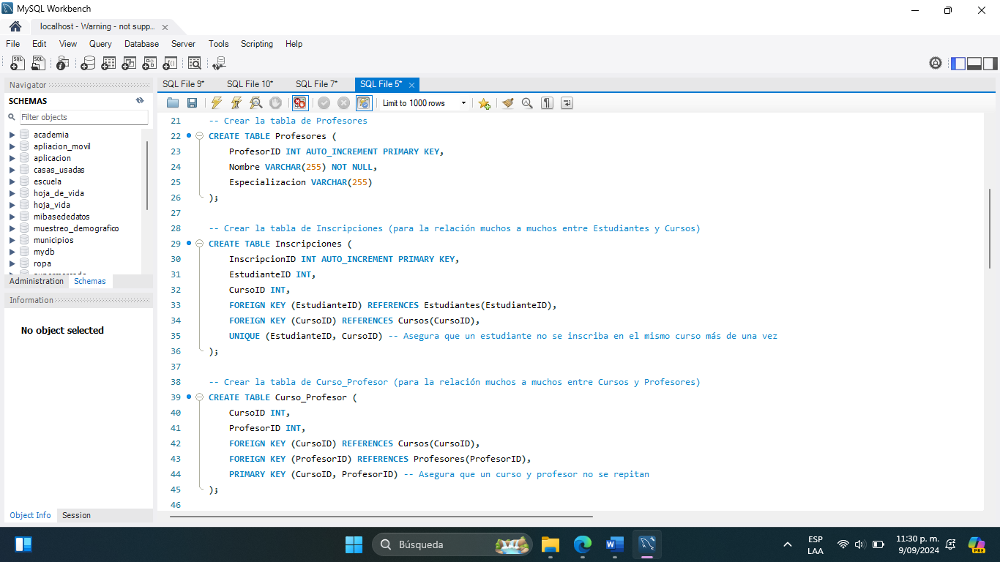 MySQL Workbench
localhost - Warning - not supp...
File Edit View Query Database Server Tools Scripting Help
Navigator
SCHEMAS
Filter objects
academia
apliacion_movil
aplicacion
casas_usadas
escuela
hoja_de_vida
hoja_vida
mibasededatos
muestreo_demografico
municipios
mydb
ropa
Administration Schemas
Information
No object selected
Object Info Session
SQL File 9* SQL File 10* SQL File 7* SQL File 5*
Limit to 1000 rows
21 -- Crear la tabla de Profesores
22 CREATE TABLE Profesores (
23 ProfesorID INT AUTO_INCREMENT PRIMARY KEY,
24 Nombre VARCHAR(255) NOT NULL,
25 Especializacion VARCHAR(255)
26 );
27
28 -- Crear la tabla de Inscripciones (para la relación muchos a muchos entre Estudiantes y Cursos)
29 CREATE TABLE Inscripciones (
30 InscripcionID INT AUTO_INCREMENT PRIMARY KEY,
31 EstudianteID INT,
32 CursoID INT,
33 FOREIGN KEY (EstudianteID) REFERENCES Estudiantes(EstudianteID),
34 FOREIGN KEY (CursoID) REFERENCES Cursos(CursoID),
35 UNIQUE (EstudianteID, CursoID) -- Asegura que un estudiante no se inscriba en el mismo curso más de una vez
36 );
37
38 -- Crear la tabla de Curso_Profesor (para la relación muchos a muchos entre Cursos y Profesores)
39 CREATE TABLE Curso_Profesor (
40 CursoID INT,
41 ProfesorID INT,
42 FOREIGN KEY (CursoID) REFERENCES Cursos(CursoID),
43 FOREIGN KEY (ProfesorID) REFERENCES Profesores(ProfesorID),
44 PRIMARY KEY (CursoID, ProfesorID) -- Asegura que un curso y profesor no se repitan
45 );
46
Búsqueda
ESP
LAA
11:30 p. m.
9/09/2024
PRE